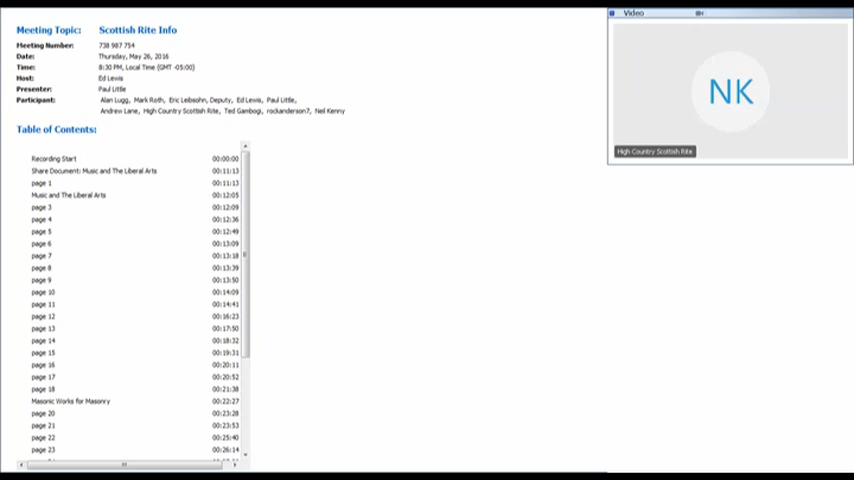 Meeting Topic: Scottish Rite Info
Meeting Number: 738 987 754
Date: Thursday, May 26, 2016
Time: 8:30 PM, Local Time (GMT -05:00)
Host: Ed Lewis
Presenter: Paul Little
Participant: Alan Lugg, Mark Roth, Eric Leibsohn, Deputy, Ed Lewis, Paul Little,
Andrew Lane, High Country Scottish Rite, Ted Gambogi, rockanderson7, Neil Kenny
Table of Contents:
Recording Start 00:00:00
Share Document: Music and The Liberal Arts 00:11:13
page 1 00:11:13
Music and The Liberal Arts 00:12:05
page 3 00:12:09
page 4 00:12:36
page 5 00:12:49
page 6 00:13:09
page 7 00:13:18
page 8 00:13:39
page 9 00:13:50
page 10 00:14:09
page 11 00:14:41
page 12 00:16:23
page 13 00:17:50
page 14 00:18:32
page 15 00:19:31
page 16 00:20:11
page 17 00:20:52
page 18 00:21:38
Masonic Works for Masonry 00:22:27
page 20 00:23:28
page 21 00:23:53
page 22 00:25:40
page 23 00:26:14
Video
NK
High Country Scottish Rite